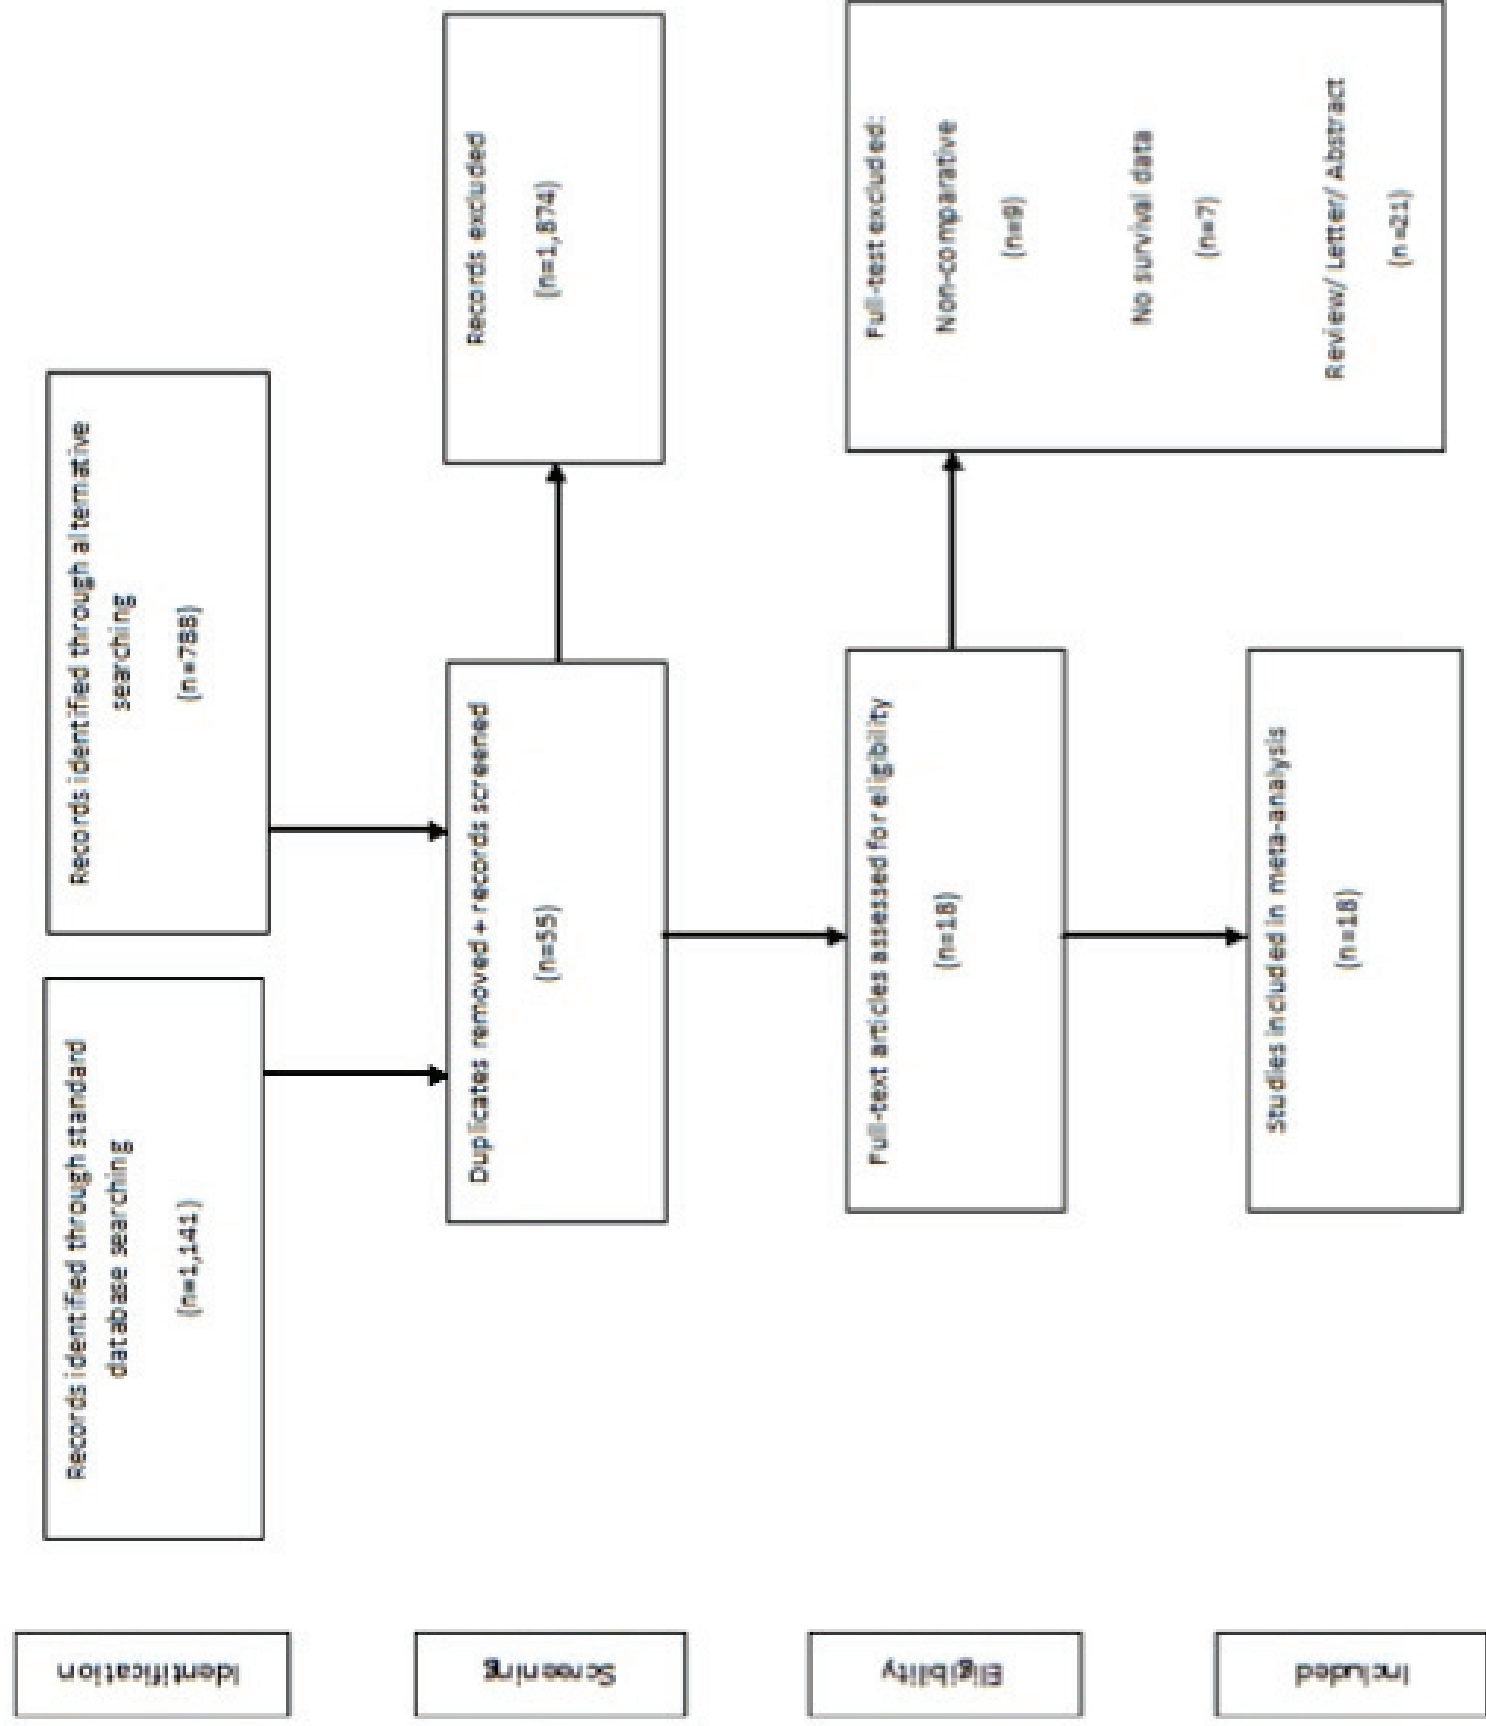 Identification
Records identified through standard
database searching
(n=1,141)
Records identified through alternative
searching
(n=788)
Screening
Duplicates removed + records screened
(n=55)
Records excluded
(n=1,874)
Eligibility
Full-text articles assessed for eligibility
(n=18)
Full-test excluded:
Non-comparative
(n=9)
No survival data
(n=7)
Review/ Letter/ Abstract
(n=21)
Included
Studies included in meta-analysis
(n=18)